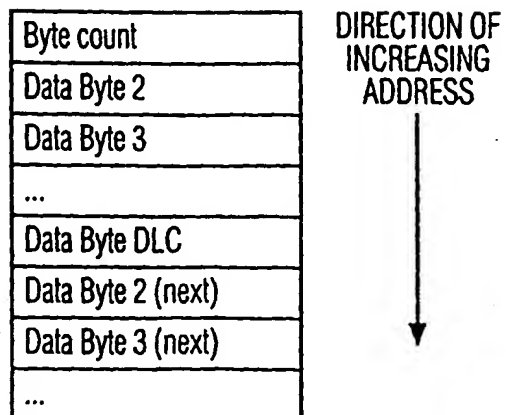 Byte count
Data Byte 2
Data Byte 3
...
Data Byte DLC
Data Byte 2 (next)
Data Byte 3 (next)
...
DIRECTION OF
INCREASING
ADDRESS